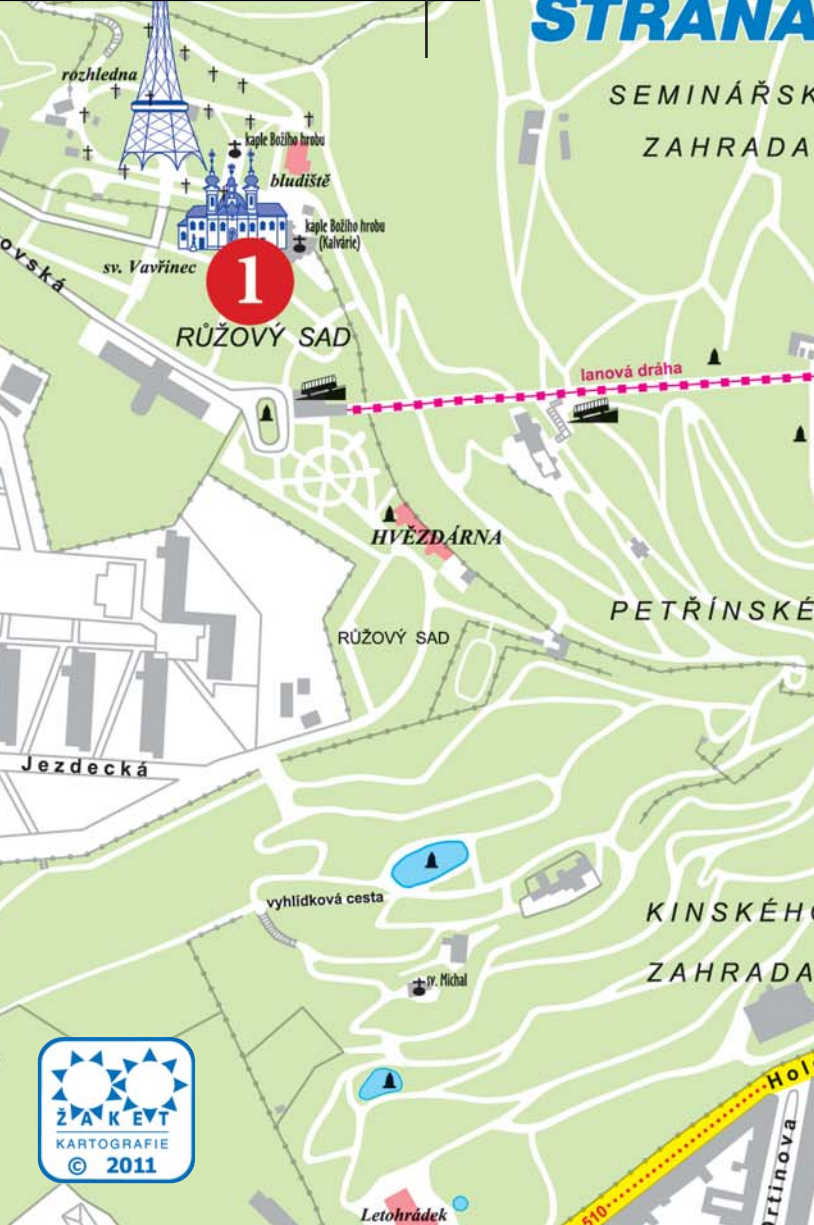 STRANA
rozhledna
SEMINÁŘSK
ZAHRADA
kaple Božího hrobu
bludiště
kaple Božího hrobu
(Kalvárie)
ovská
sv. Vavřinec
1
RŮŽOVÝ SAD
lanová dráha
HVĚZDÁRNA
PETŘÍNSKÉ
RŮŽOVÝ SAD
Jezdecká
vyhlídková cesta
KINSKÉHO
ZAHRADA
sv. Michal
ŽAKET
KARTOGRAFIE
© 2011
Hol
rtinova
510
Letohrádek